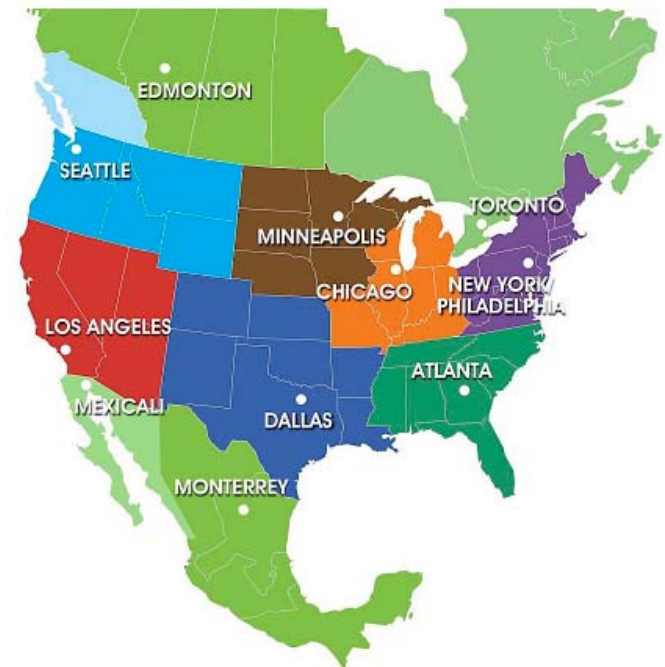 EDMONTON
SEATTLE
TORONTO
MINNEAPOLIS
CHICAGO
NEW YORK/
PHILADELPHIA
LOS ANGELES
ATLANTA
MEXICALI
DALLAS
MONTERREY